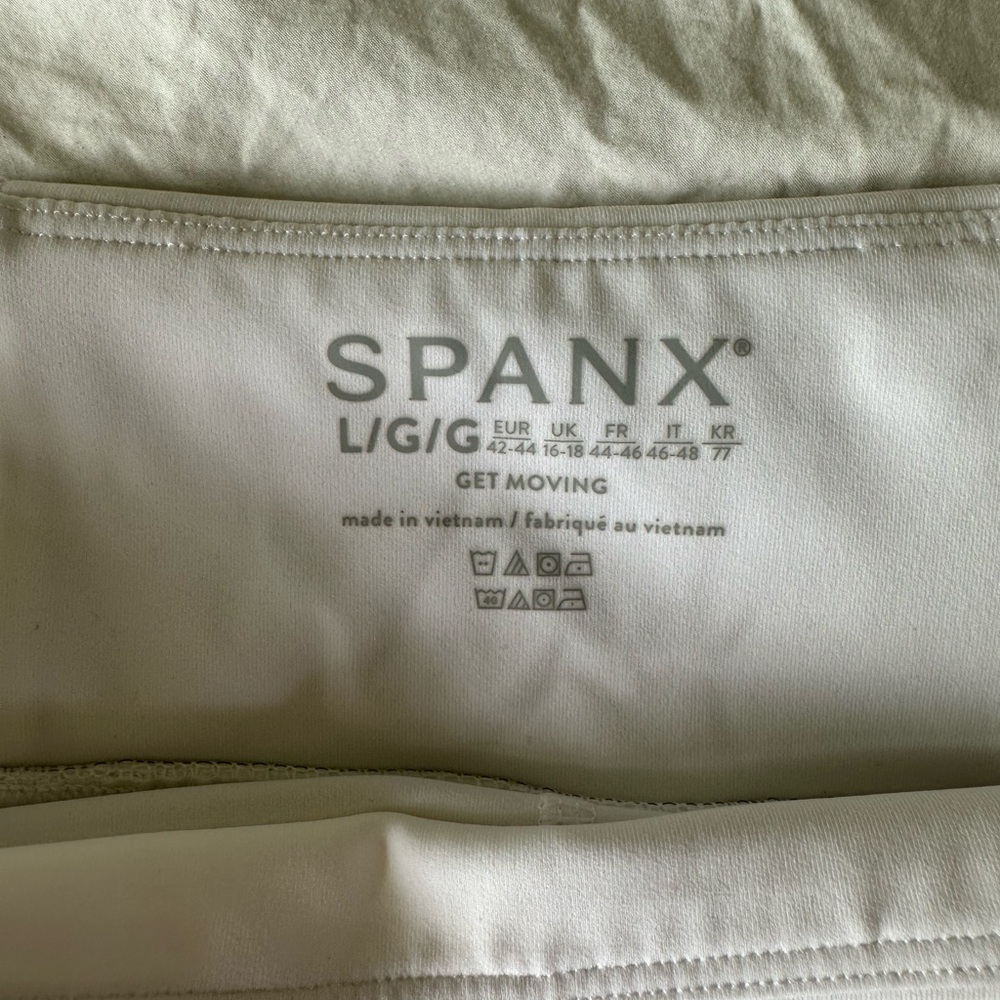 SPANX®
L/G/G EUR 42-44 UK 16-18 FR 44-46 IT 46-48 KR 77
GET MOVING
made in vietnam / fabriqué au vietnam
40